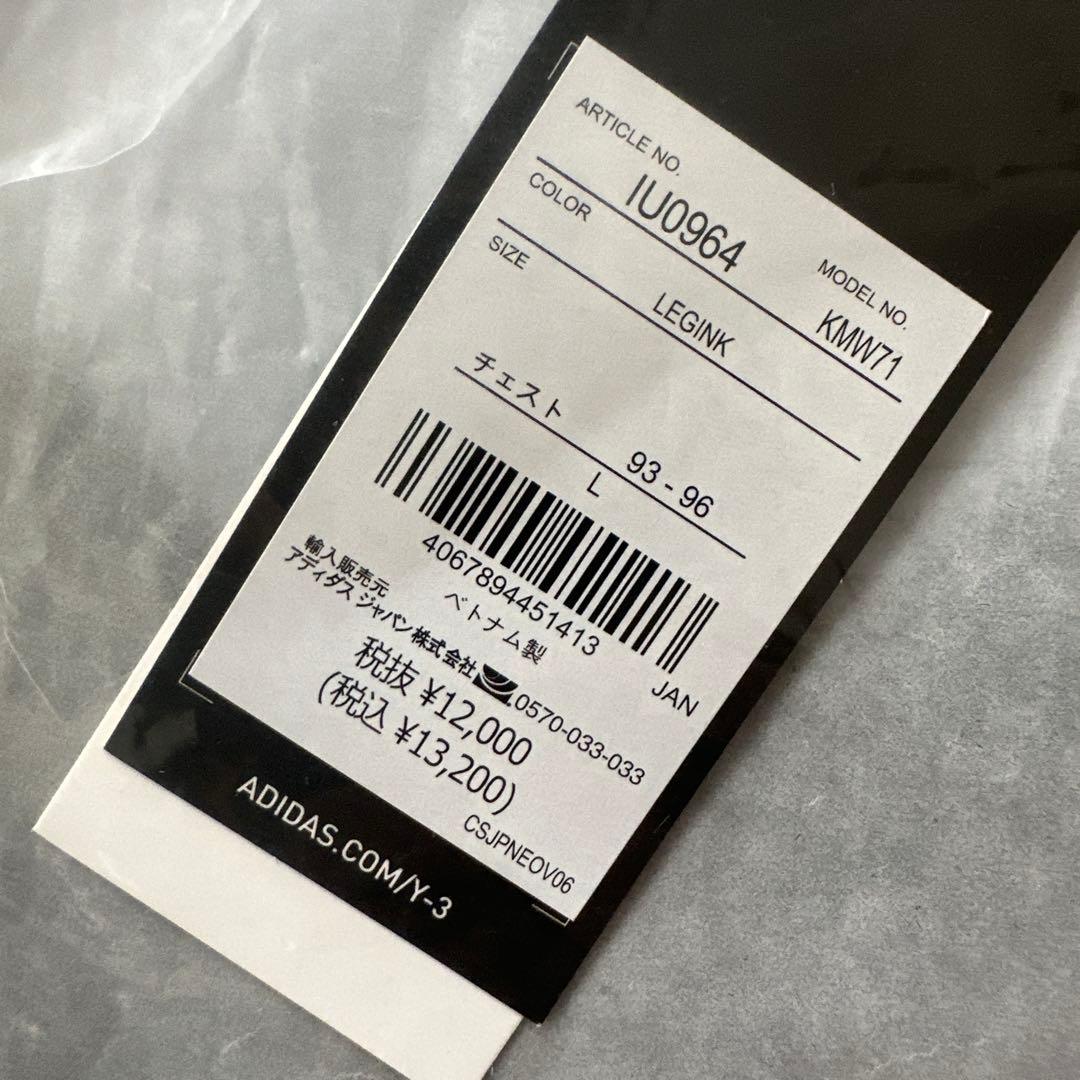 ARTICLE NO.
IU0964
MODEL NO.
KMW71
COLOR
LEGINK
SIZE
チェスト 93 - 96
L
4067894451413
JAN
ベトナム製
輸入販売元
アディダス ジャパン株式会社 0570-033-033
税抜 ¥12,000
(税込 ¥13,200)
CSJPNEOV06
ADIDAS.COM/Y-3